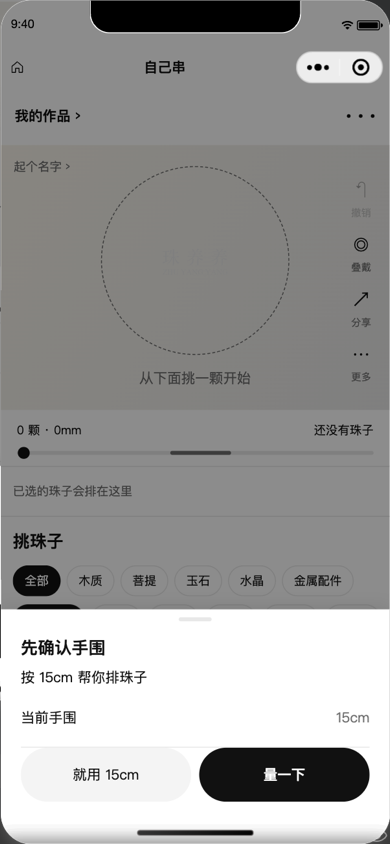 9:40
自己串
我的作品 >
起个名字 >
撤销
叠戴
分享
更多
从下面挑一颗开始
0 颗 · 0mm
还没有珠子
已选的珠子会排在这里
挑珠子
全部
木质
菩提
玉石
水晶
金属配件
先确认手围
按 15cm 帮你排珠子
当前手围
15cm
就用 15cm
量一下